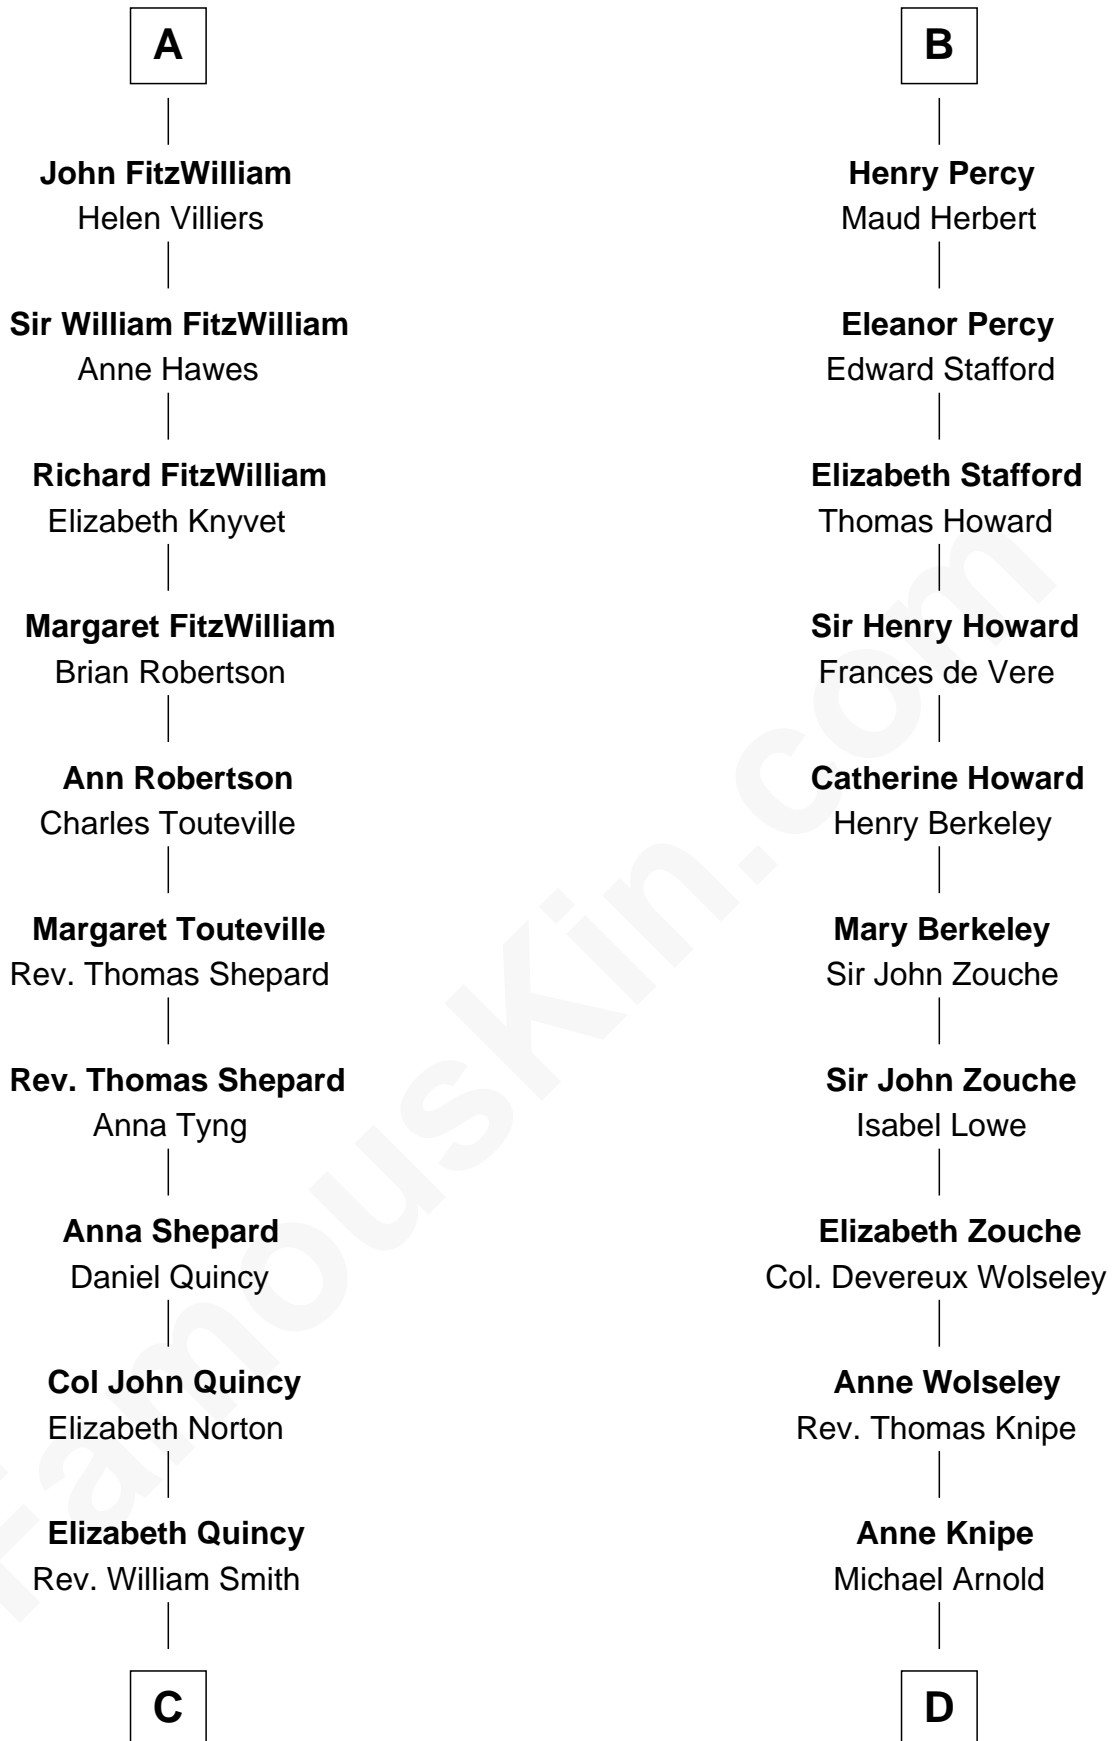 A
John FitzWilliam
Helen Villiers
Sir William FitzWilliam
Anne Hawes
Richard FitzWilliam
Elizabeth Knyvet
Margaret FitzWilliam
Brian Robertson
Ann Robertson
Charles Touteville
Margaret Touteville
Rev. Thomas Shepard
Rev. Thomas Shepard
Anna Tyng
Anna Shepard
Daniel Quincy
Col John Quincy
Elizabeth Norton
Elizabeth Quincy
Rev. William Smith
C
B
Henry Percy
Maud Herbert
Eleanor Percy
Edward Stafford
Elizabeth Stafford
Thomas Howard
Sir Henry Howard
Frances de Vere
Catherine Howard
Henry Berkeley
Mary Berkeley
Sir John Zouche
Sir John Zouche
Isabel Lowe
Elizabeth Zouche
Col. Devereux Wolseley
Anne Wolseley
Rev. Thomas Knipe
Anne Knipe
Michael Arnold
D
FamousKin.com